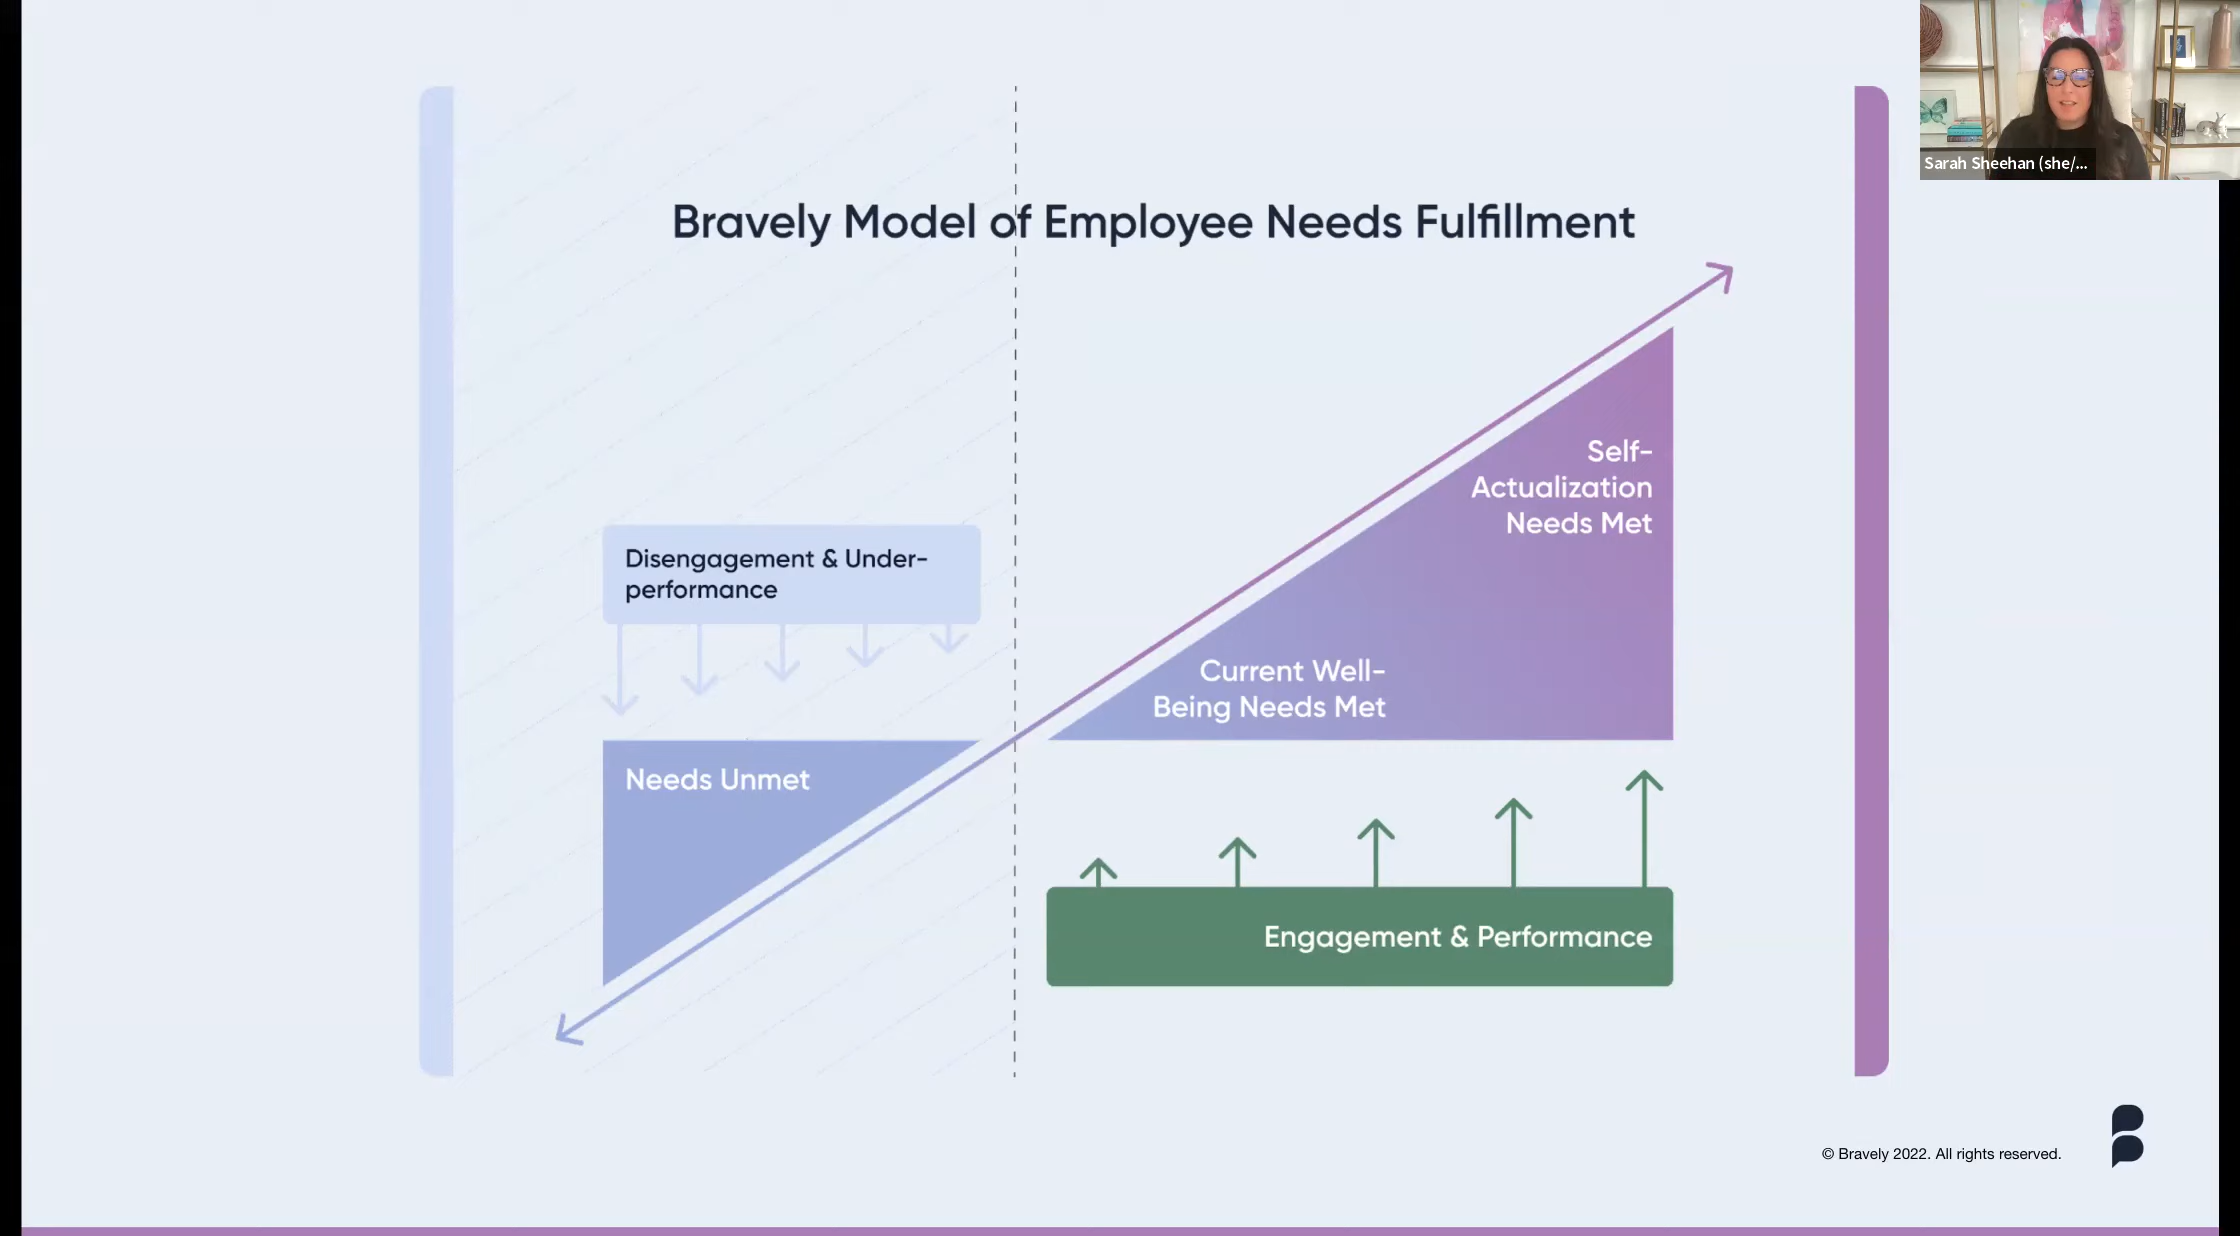 Sarah Sheehan (she/...
Bravely Model of Employee Needs Fulfillment
Self-
Actualization
Needs Met
Disengagement & Under-
performance
Current Well-
Being Needs Met
Needs Unmet
Engagement & Performance
© Bravely 2022. All rights reserved.